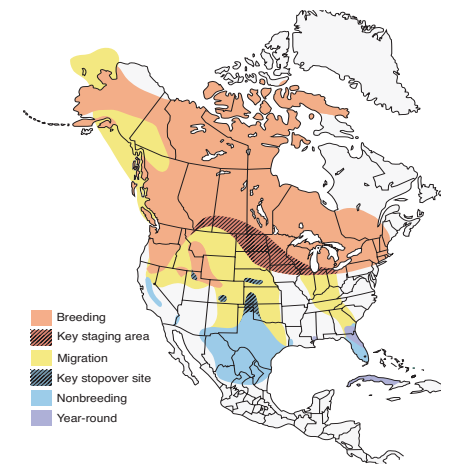 Breeding
Key staging area
Migration
Key stopover site
Nonbreeding
Year-round